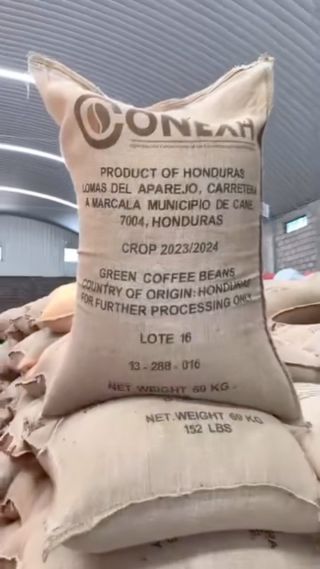 CONEXH
PRODUCT OF HONDURAS
LOMAS DEL APAREJO, CARRETERA
A MARCALA MUNICIPIO DE CANE
7004, HONDURAS
CROP 2023/2024
GREEN COFFEE BEANS
COUNTRY OF ORIGIN: HONDURAS
FOR FURTHER PROCESSING ONLY
LOTE 16
13 - 288 - 016
NET.WEIGHT 69 KG
NET.WEIGHT 69 KG
152 LBS